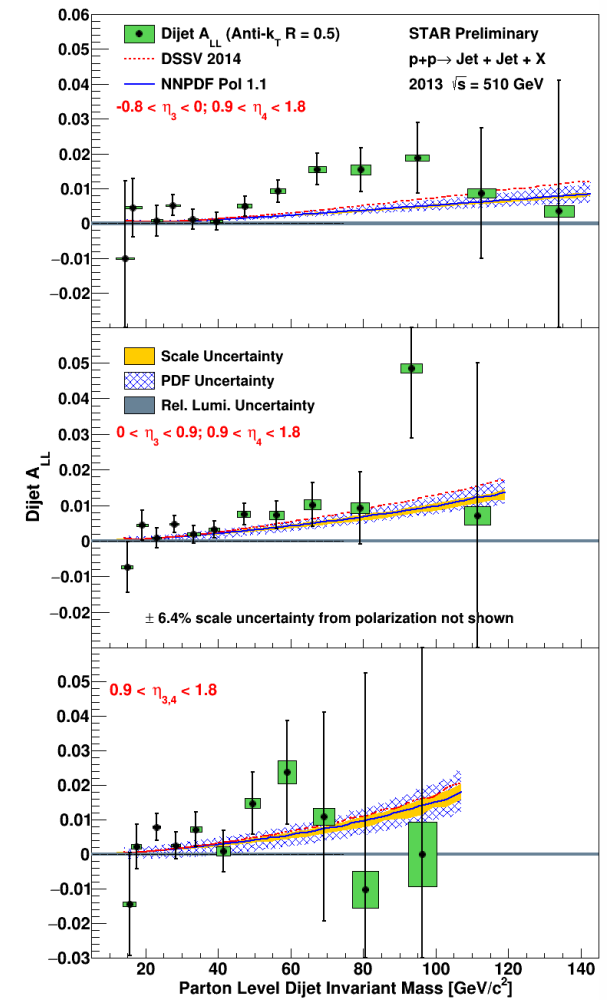 0.06
0.05
0.04
0.03
0.02
0.01
0
−0.01
−0.02
Dijet A_LL (Anti-k_T R = 0.5)
DSSV 2014
NNPDF Pol 1.1
-0.8 < η_3 < 0; 0.9 < η_4 < 1.8
STAR Preliminary
p+p→ Jet + Jet + X
2013 √s = 510 GeV
0.05
0.04
0.03
0.02
0.01
0
−0.01
−0.02
Scale Uncertainty
PDF Uncertainty
Rel. Lumi. Uncertainty
0 < η_3 < 0.9; 0.9 < η_4 < 1.8
± 6.4% scale uncertainty from polarization not shown
Dijet A_LL
0.05
0.04
0.03
0.02
0.01
0
−0.01
−0.02
−0.03
0.9 < η_3,4 < 1.8
20 40 60 80 100 120 140
Parton Level Dijet Invariant Mass [GeV/c²]